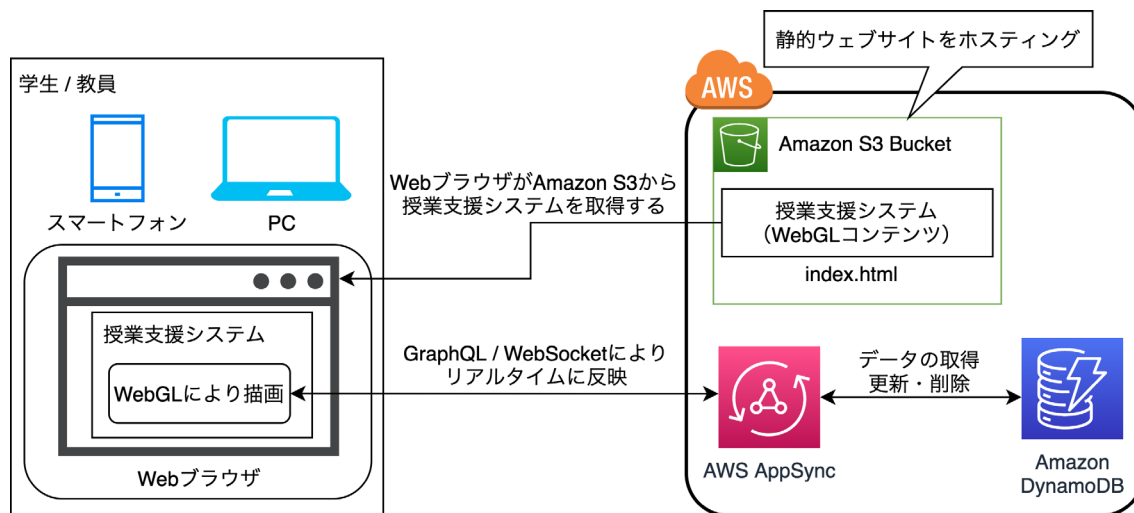 静的ウェブサイトをホスティング
学生 / 教員
AWS
Amazon S3 Bucket
スマートフォン
PC
WebブラウザがAmazon S3から
授業支援システムを取得する
授業支援システム
（WebGLコンテンツ）
index.html
授業支援システム
WebGLにより描画
Webブラウザ
GraphQL / WebSocketにより
リアルタイムに反映
データの取得
更新・削除
AWS AppSync
Amazon
DynamoDB